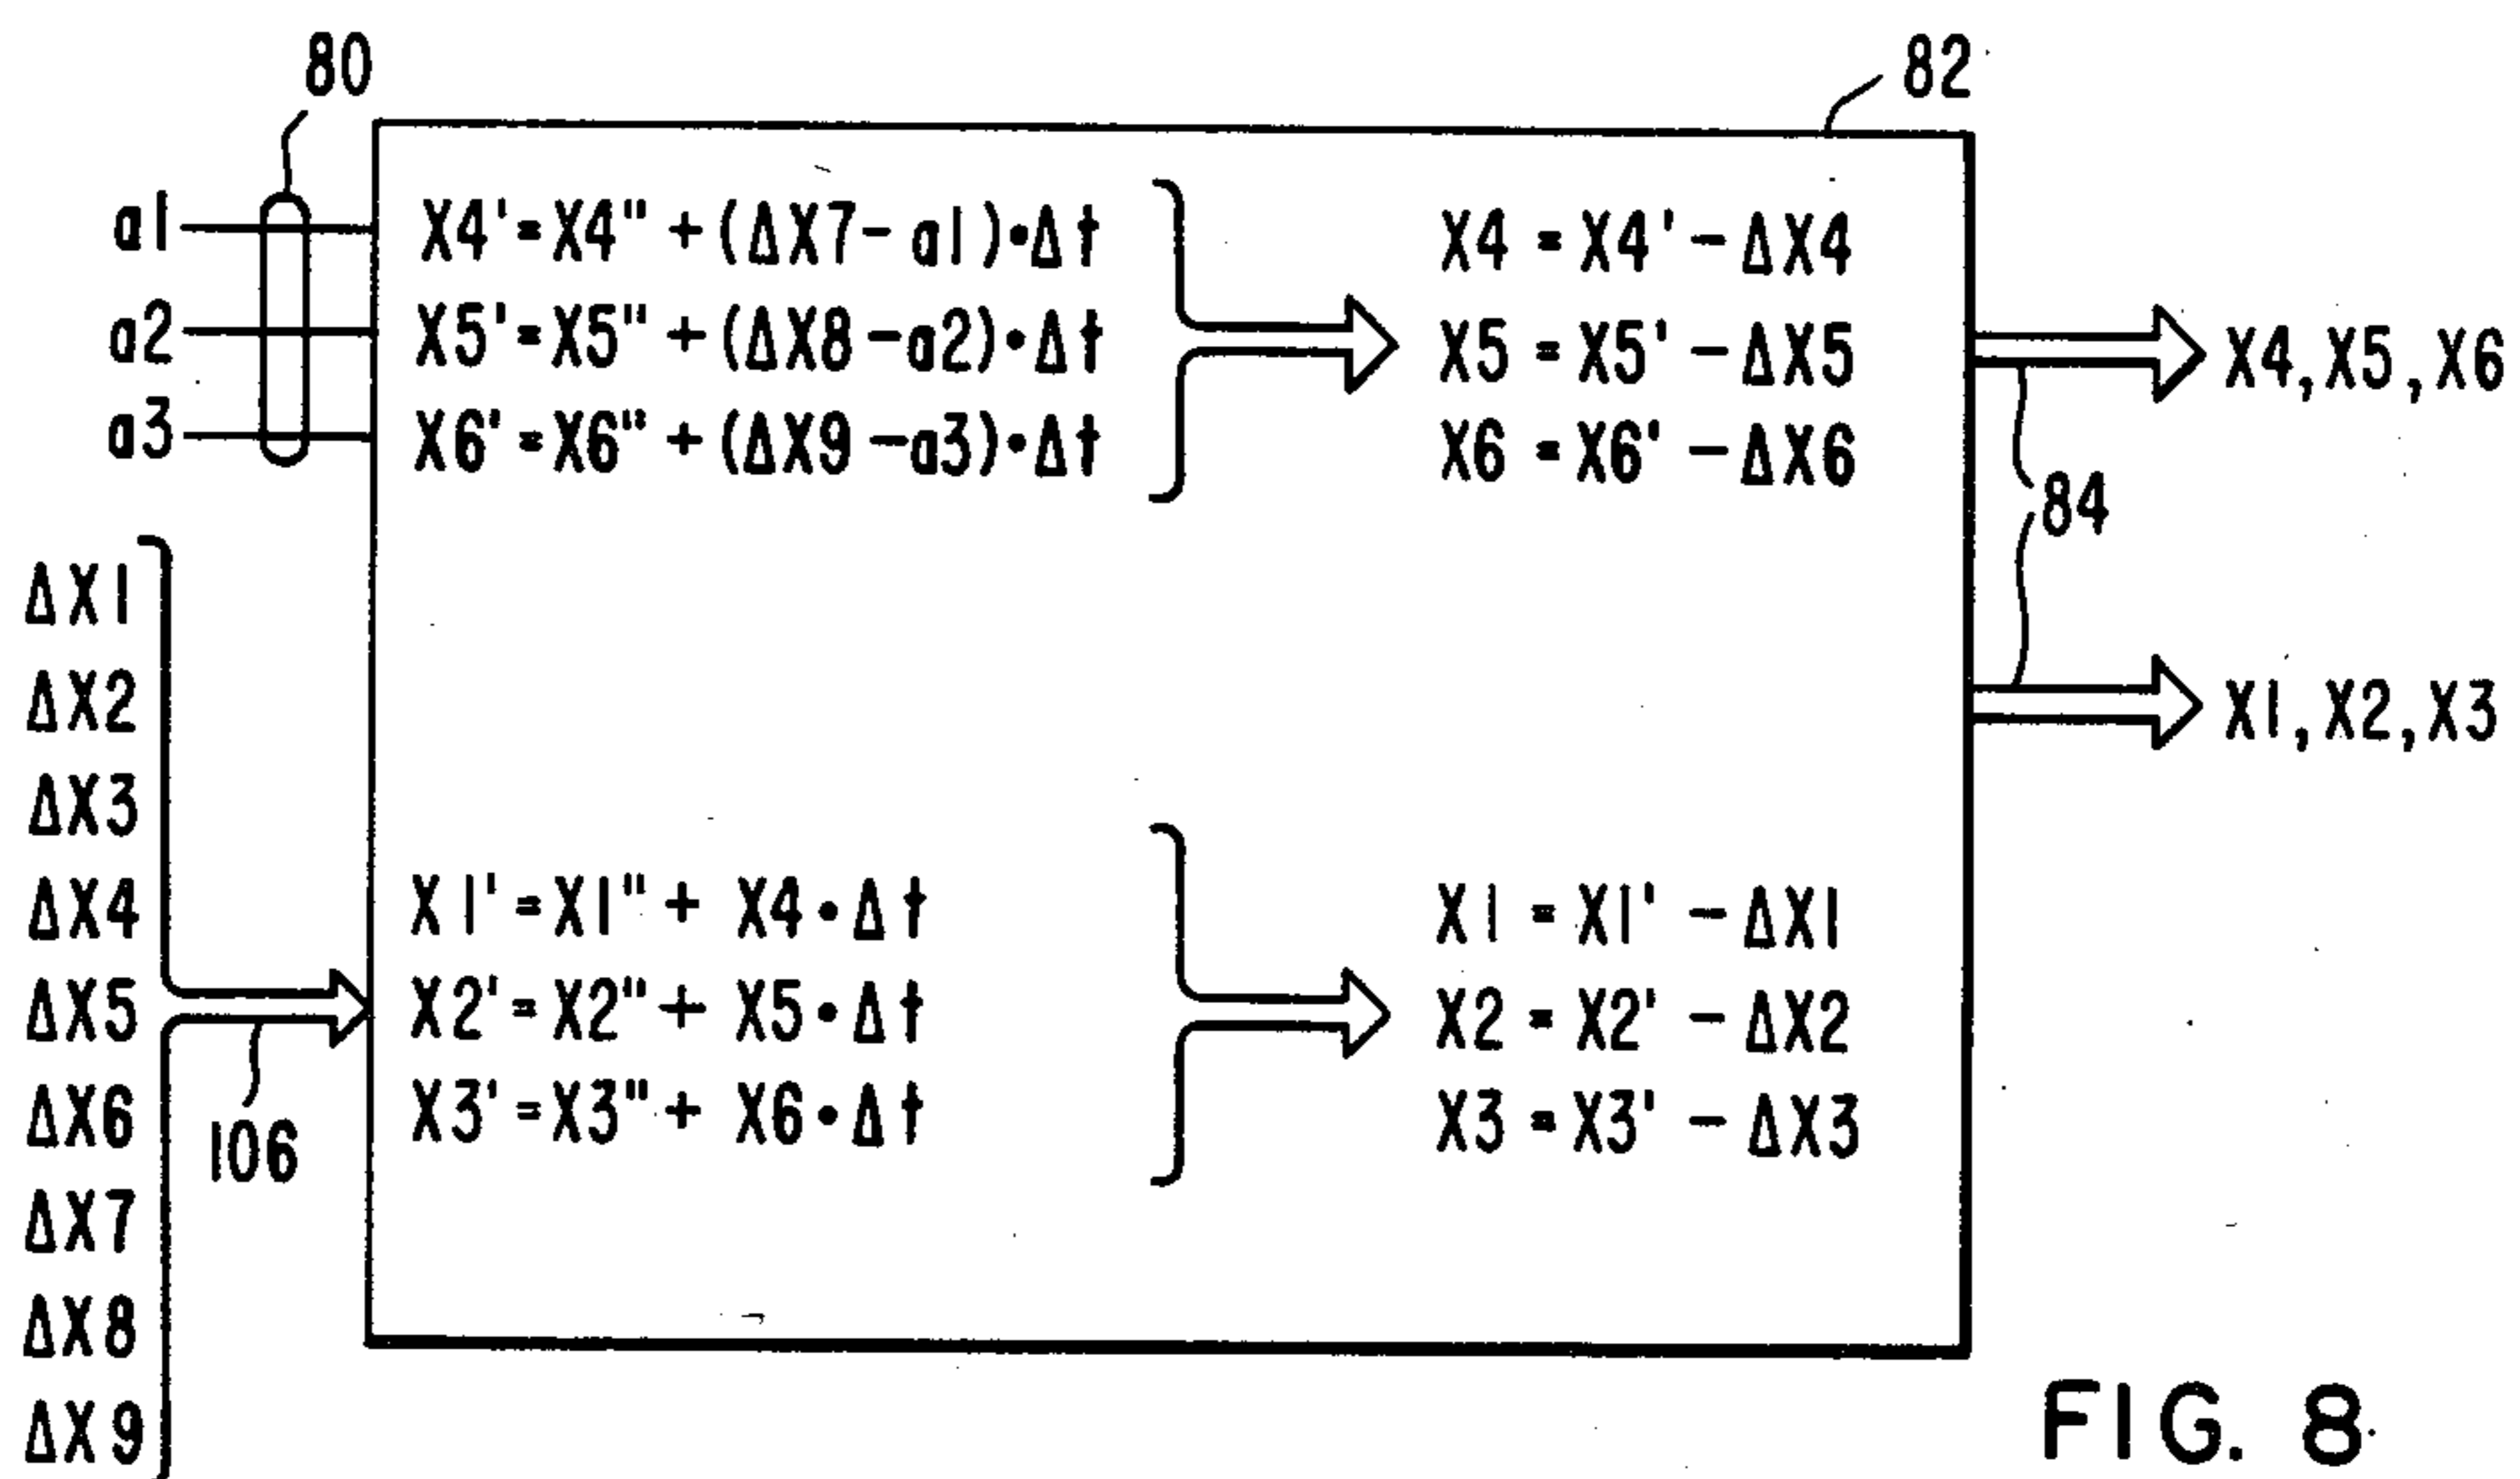 80
82
a1
a2
a3
X4'=X4"+(ΔX7-a1)•Δt
X5'=X5"+(ΔX8-a2)•Δt
X6'=X6"+(ΔX9-a3)•Δt
X4=X4'-ΔX4
X5=X5'-ΔX5
X6=X6'-ΔX6
X4,X5,X6
84
X1,X2,X3
ΔX1
ΔX2
ΔX3
ΔX4
ΔX5
ΔX6
ΔX7
ΔX8
ΔX9
106
X1'=X1"+ X4•Δt
X2'=X2"+ X5•Δt
X3'=X3"+ X6•Δt
X1=X1'-ΔX1
X2=X2'-ΔX2
X3=X3'-ΔX3
FIG. 8